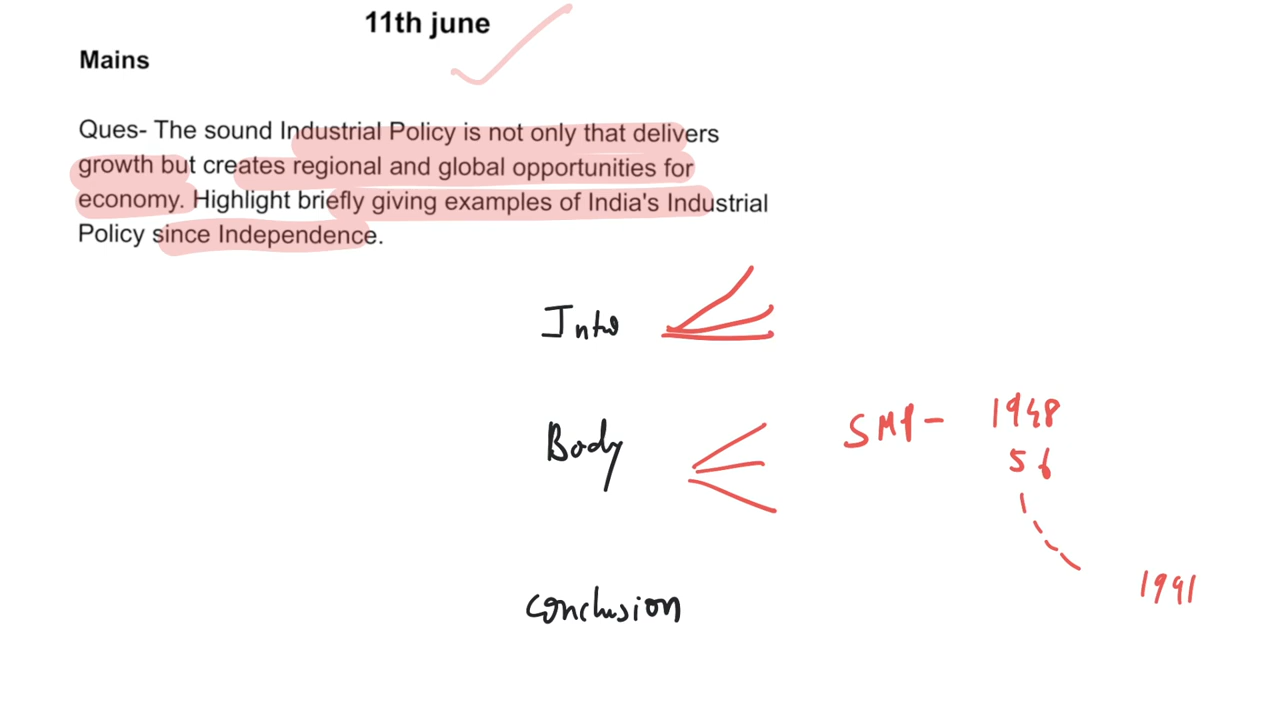 11th june
Mains
Ques- The sound Industrial Policy is not only that delivers
growth but creates regional and global opportunities for
economy. Highlight briefly giving examples of India's Industrial
Policy since Independence.
Intro
Body
SMP- 1948
56
1991
Conclusion